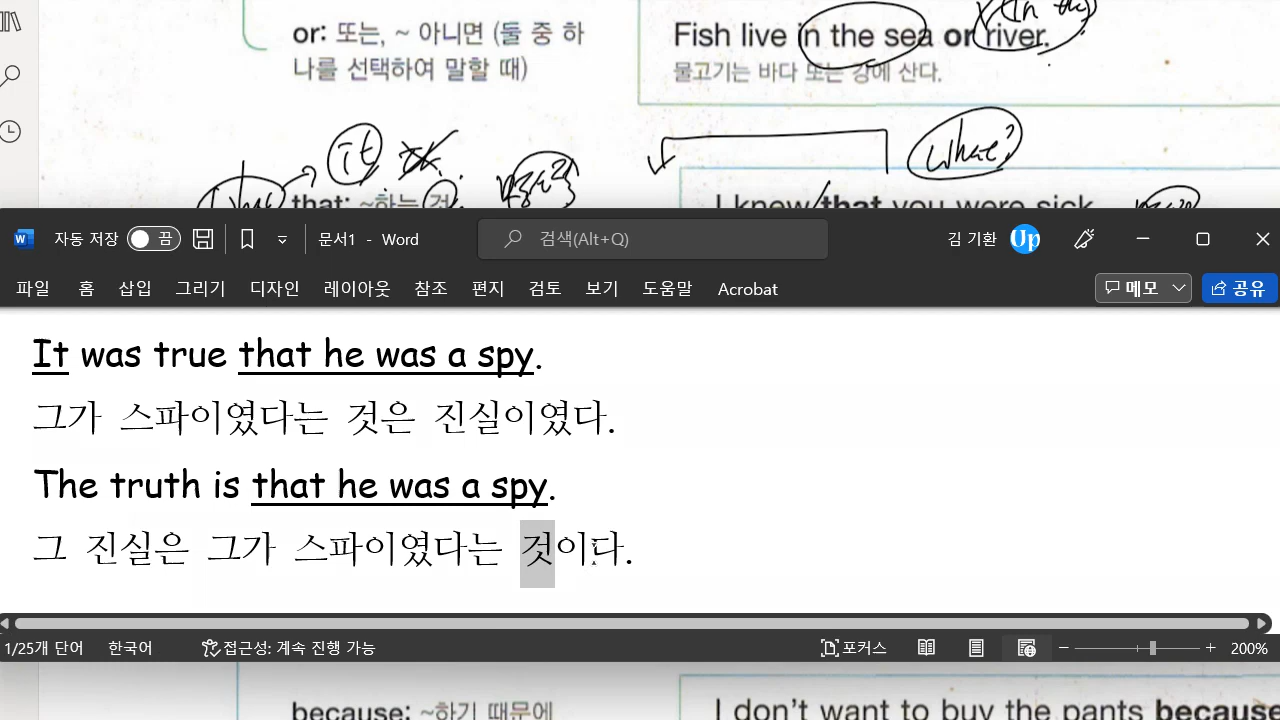 or: 또는, ~ 아니면 (둘 중 하
나를 선택하여 말할 때)
Fish live in the sea or river.
물고기는 바다 또는 강에 산다.
it
What?
that: ~하는 것
I know that you were sick
자동 저장 끔 문서1 - Word 검색(Alt+Q) 김 기환 Up
파일 홈 삽입 그리기 디자인 레이아웃 참조 편지 검토 보기 도움말 Acrobat 메모 공유
It was true that he was a spy.
그가 스파이였다는 것은 진실이였다.
The truth is that he was a spy.
그 진실은 그가 스파이였다는 것이다.
1/25개 단어 한국어 접근성: 계속 진행 가능 포커스 200%
because: ~하기 때문에
I don't want to buy the pants because